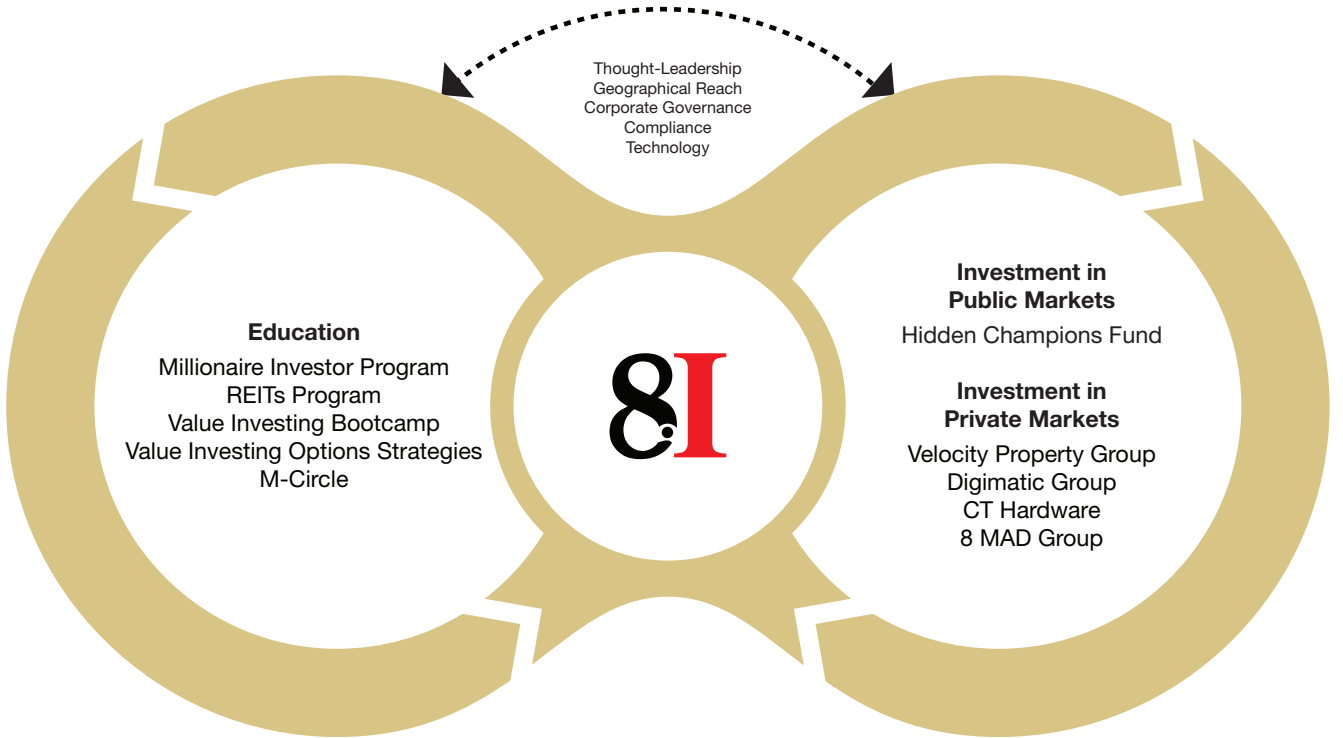 Thought-Leadership
Geographical Reach
Corporate Governance
Compliance
Technology
Education
Millionaire Investor Program
REITs Program
Value Investing Bootcamp
Value Investing Options Strategies
M-Circle
8I
Investment in
Public Markets
Hidden Champions Fund
Investment in
Private Markets
Velocity Property Group
Digimatic Group
CT Hardware
8 MAD Group